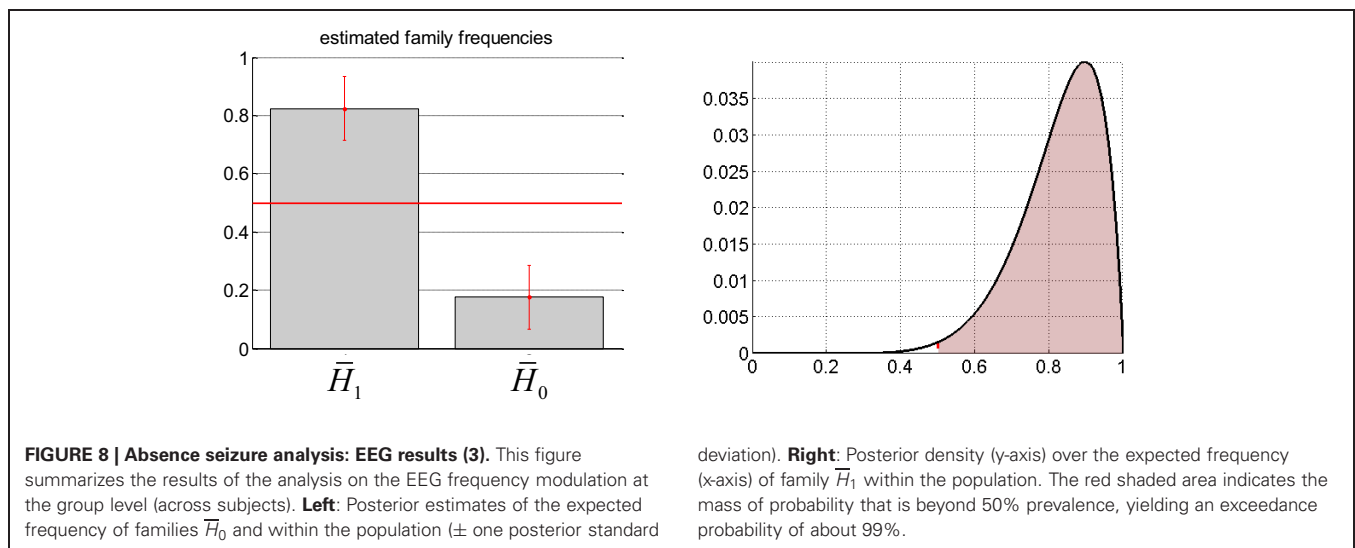 estimated family frequencies
1
0.8
0.6
0.4
0.2
0
H̅₁
H̅₀
0.035
0.03
0.025
0.02
0.015
0.01
0.005
0
0
0.2
0.4
0.6
0.8
1
FIGURE 8 | Absence seizure analysis: EEG results (3). This figure
summarizes the results of the analysis on the EEG frequency modulation at
the group level (across subjects). Left: Posterior estimates of the expected
frequency of families H̅₀ and within the population (± one posterior standard
deviation). Right: Posterior density (y-axis) over the expected frequency
(x-axis) of family H̅₁ within the population. The red shaded area indicates the
mass of probability that is beyond 50% prevalence, yielding an exceedance
probability of about 99%.